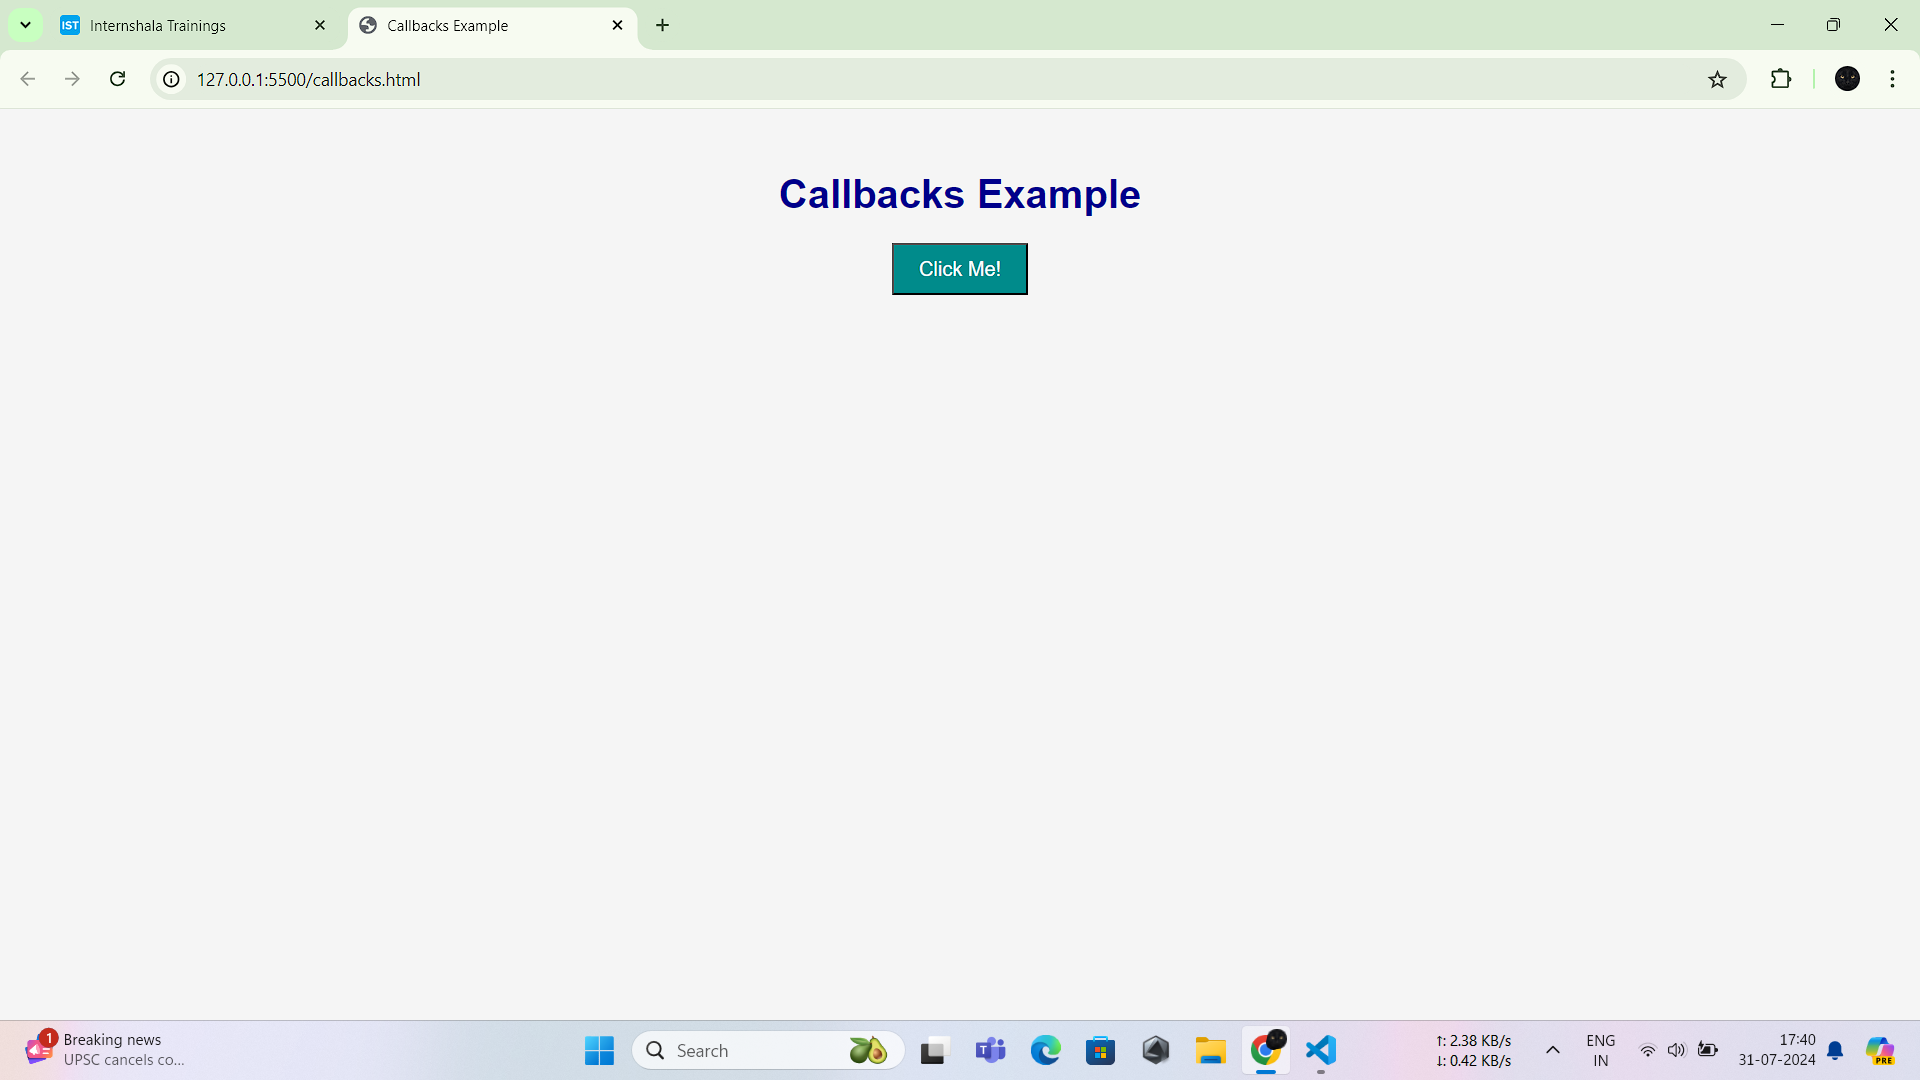 IST Internshala Trainings
Callbacks Example
127.0.0.1:5500/callbacks.html
Callbacks Example
Click Me!
1
Breaking news
UPSC cancels co...
Search
↑: 2.38 KB/s
↓: 0.42 KB/s
ENG
IN
17:40
31-07-2024
PRE